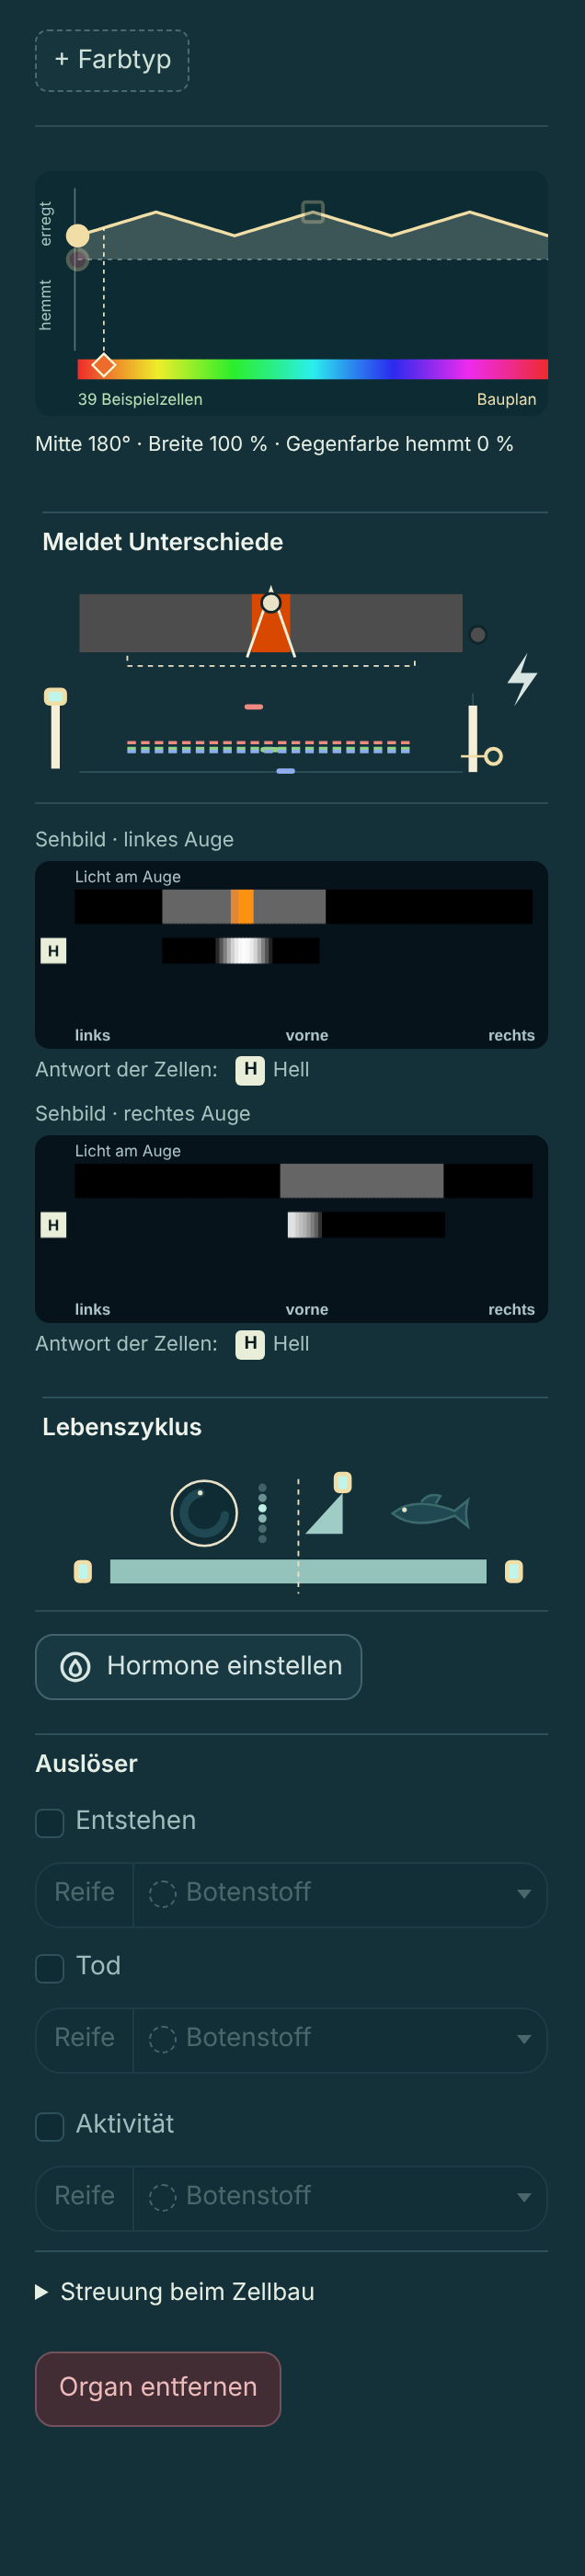 + Farbtyp
erregt
hemmt
39 Beispielzellen
Bauplan
Mitte 180° · Breite 100 % · Gegenfarbe hemmt 0 %
Meldet Unterschiede
Sehbild · linkes Auge
Licht am Auge
H
links vorne rechts
Antwort der Zellen: H Hell
Sehbild · rechtes Auge
Licht am Auge
H
links vorne rechts
Antwort der Zellen: H Hell
Lebenszyklus
Hormone einstellen
Auslöser
Entstehen
Reife Botenstoff
Tod
Reife Botenstoff
Aktivität
Reife Botenstoff
Streuung beim Zellbau
Organ entfernen